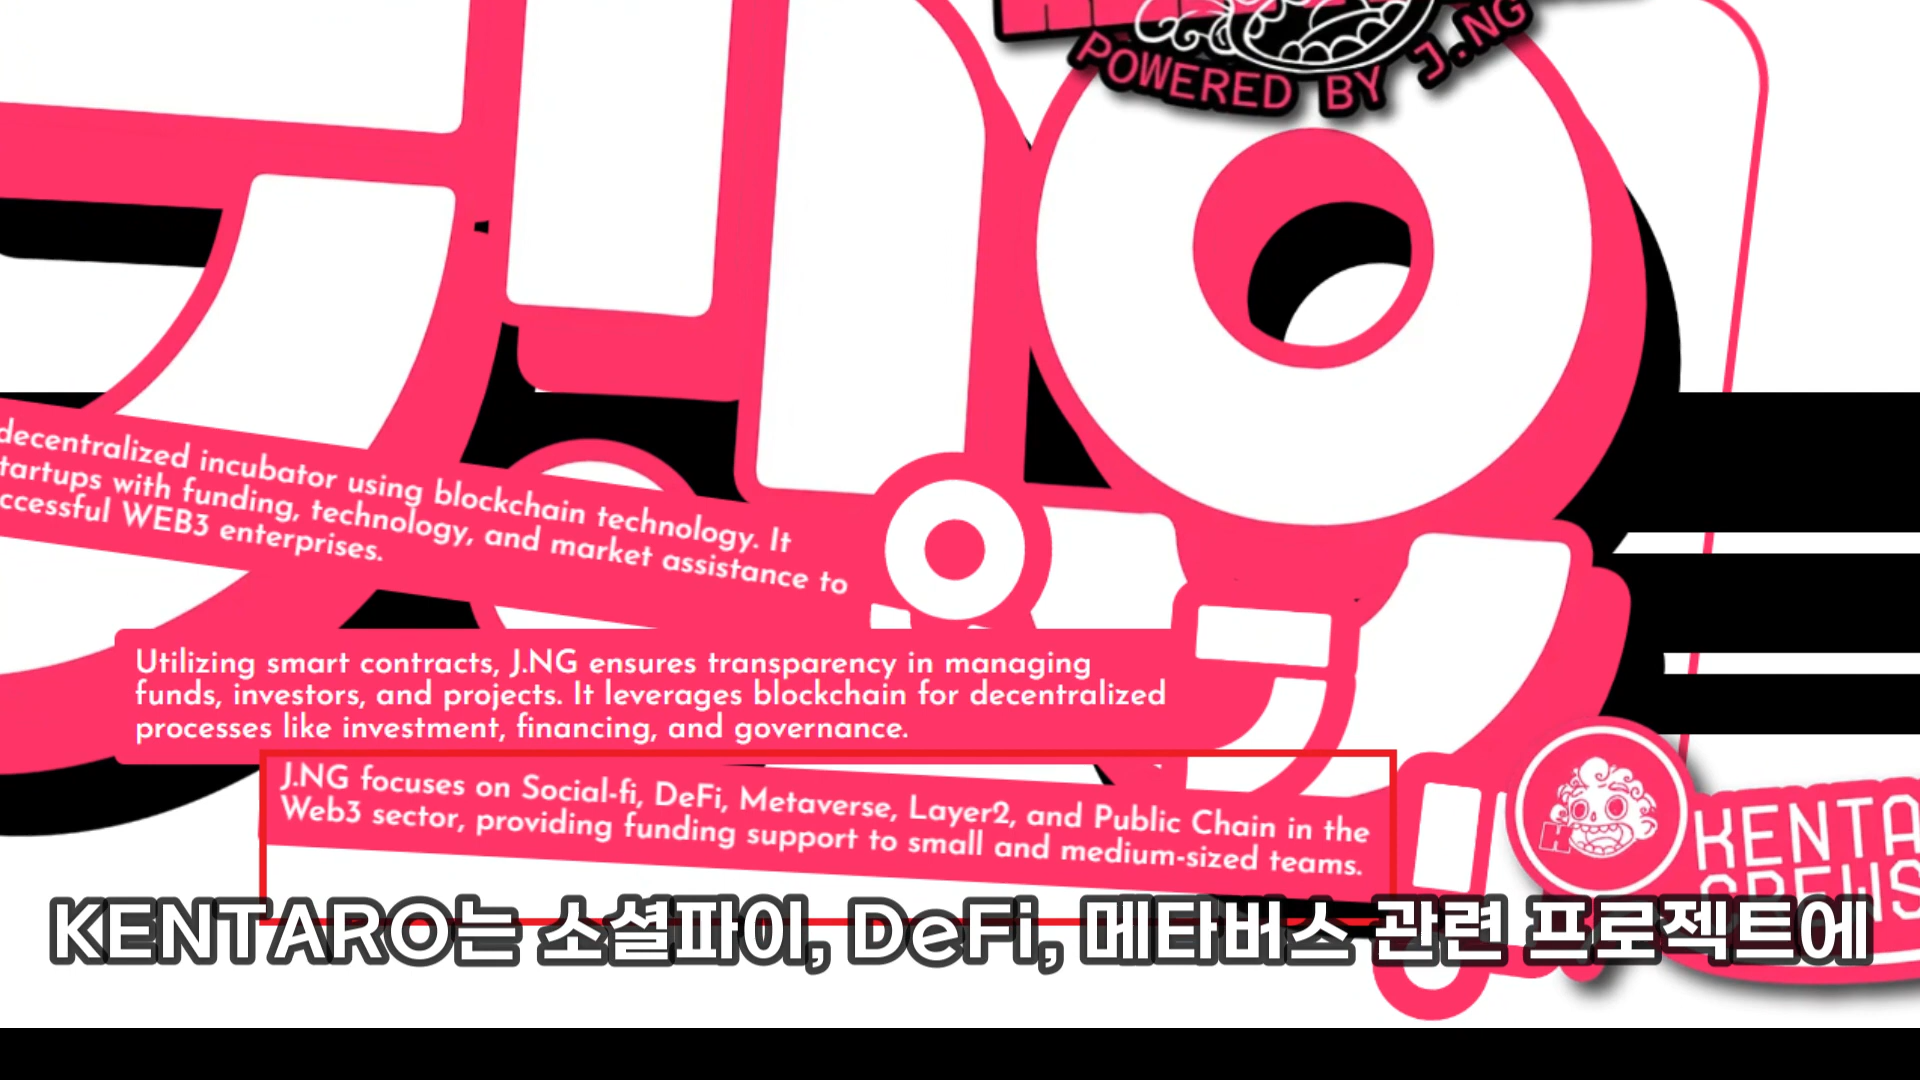 POWERED BY J.NG
decentralized incubator using blockchain technology. It
with funding, technology, and market assistance to
WEB3 enterprises.
Utilizing smart contracts, J.NG ensures transparency in managing
funds, investors, and projects. It leverages blockchain for decentralized
processes like investment, financing, and governance.
J.NG focuses on Social-fi, DeFi, Metaverse, Layer2, and Public Chain in the
Web3 sector, providing funding support to small and medium-sized teams.
KENTARO는 소셜파이, DeFi, 메타버스 관련 프로젝트에